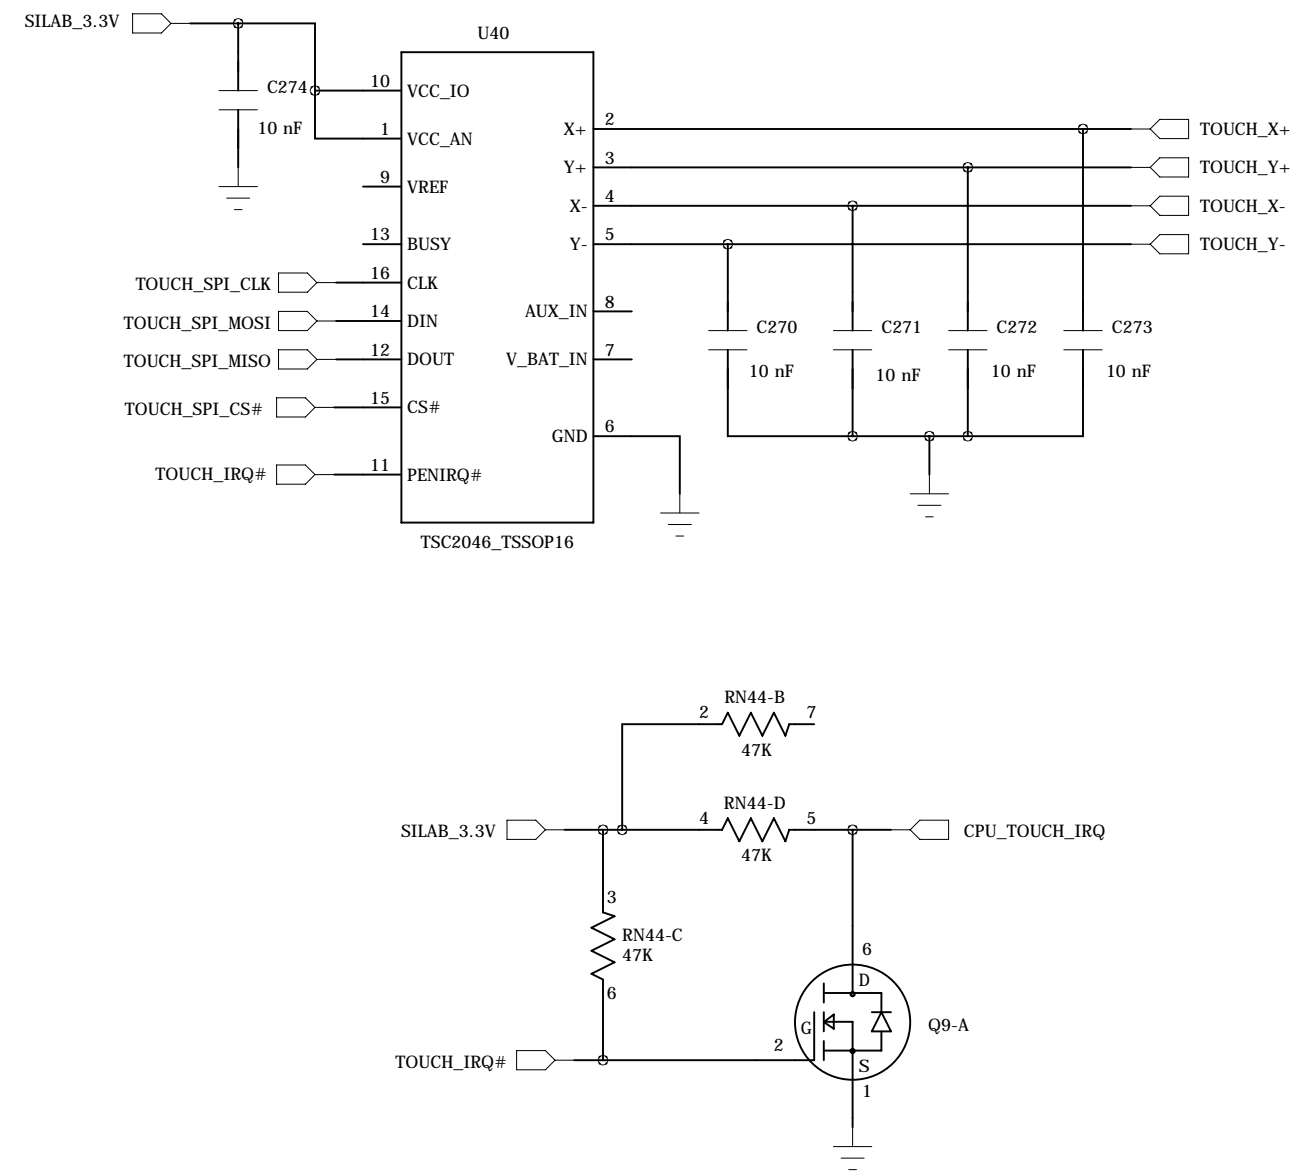 SILAB_3.3V
U40
C274
10 nF
10
VCC_IO
1
VCC_AN
9
VREF
13
BUSY
TOUCH_SPI_CLK
16
CLK
TOUCH_SPI_MOSI
14
DIN
TOUCH_SPI_MISO
12
DOUT
TOUCH_SPI_CS#
15
CS#
TOUCH_IRQ#
11
PENIRQ#
X+
2
TOUCH_X+
Y+
3
TOUCH_Y+
X-
4
TOUCH_X-
Y-
5
TOUCH_Y-
AUX_IN
8
V_BAT_IN
7
GND
6
C270
10 nF
C271
10 nF
C272
10 nF
C273
10 nF
TSC2046_TSSOP16
RN44-B
2
7
47K
RN44-D
SILAB_3.3V
4
5
CPU_TOUCH_IRQ
47K
3
RN44-C
47K
6
6
D
G
Q9-A
2
S
TOUCH_IRQ#
1